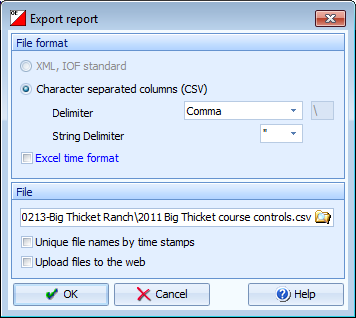 OE
Export report
File format
XML, IOF standard
Character separated columns (CSV)
Delimiter Comma \
String Delimiter "
Excel time format
File
0213-Big Thicket Ranch\2011 Big Thicket course controls.csv
Unique file names by time stamps
Upload files to the web
OK Cancel Help